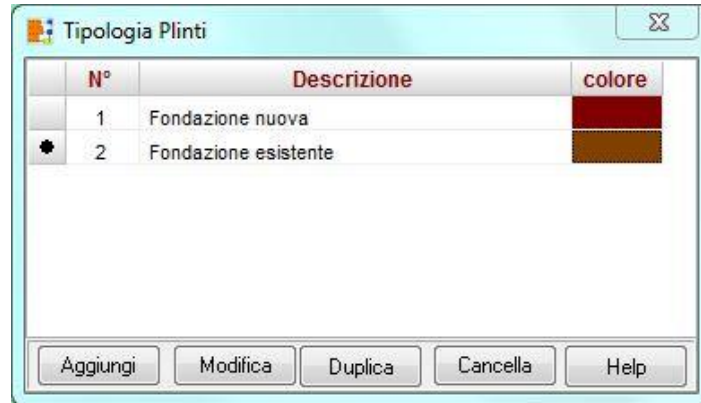 Tipologia Plinti
N° Descrizione colore
1 Fondazione nuova
2 Fondazione esistente
Aggiungi Modifica Duplica Cancella Help